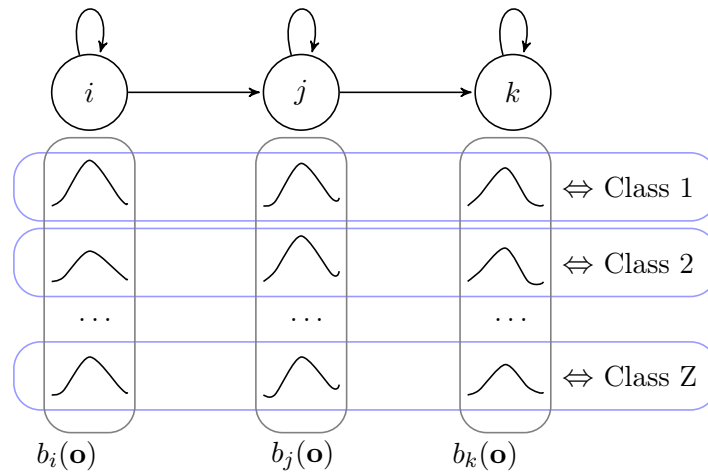 i j k
⇔ Class 1
⇔ Class 2
··· ··· ···
⇔ Class Z
b_i(o) b_j(o) b_k(o)